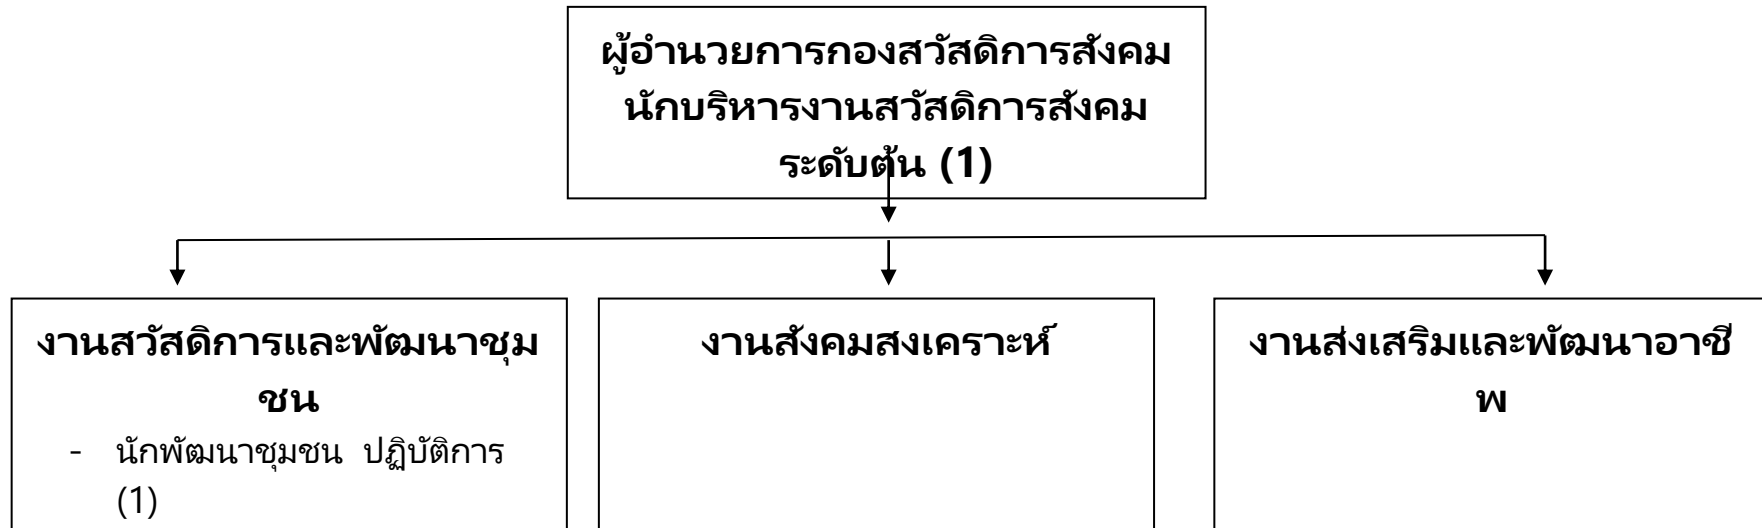 ผู้อำนวยการกองสวัสดิการสังคม
นักบริหารงานสวัสดิการสังคม
ระดับต้น (1)
งานสวัสดิการและพัฒนาชุม
ชน
- นักพัฒนาชุมชน ปฏิบัติการ
(1)
งานสังคมสงเคราะห์
งานส่งเสริมและพัฒนาอาชี
พ